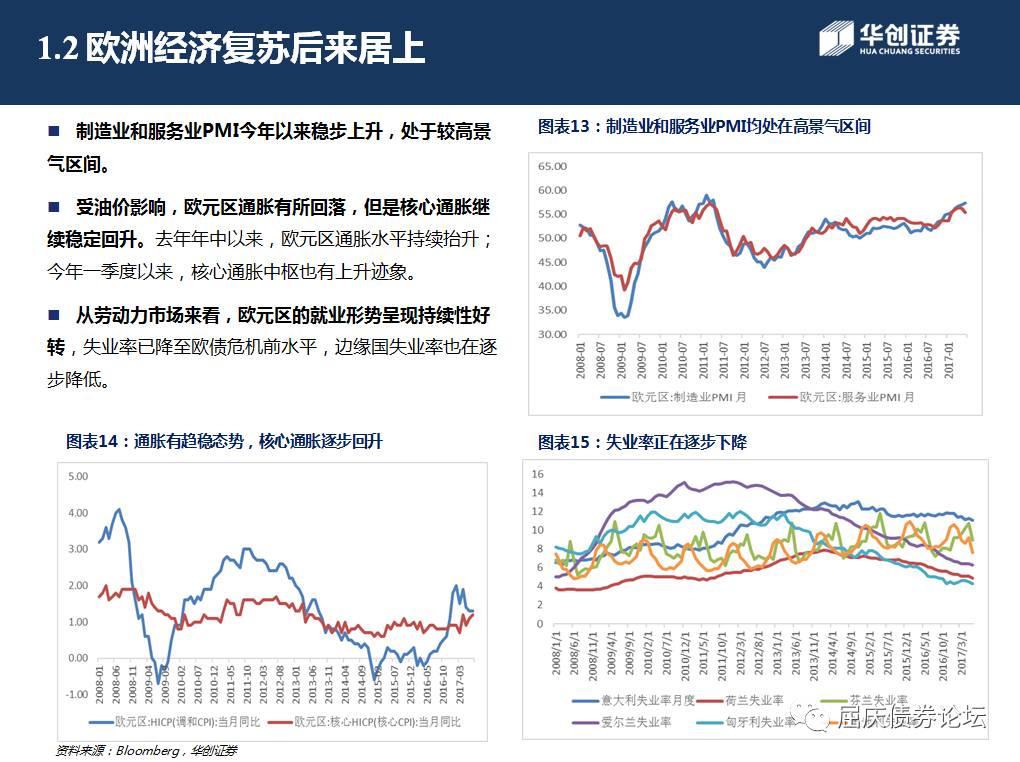 1.2 欧洲经济复苏后来居上
华创证券
HUA CHUANG SECURITIES
■ 制造业和服务业PMI今年以来稳步上升，处于较高景
气区间。
■ 受油价影响，欧元区通胀有所回落，但是核心通胀继
续稳定回升。去年年中以来，欧元区通胀水平持续抬升；
今年一季度以来，核心通胀中枢也有上升迹象。
■ 从劳动力市场来看，欧元区的就业形势呈现持续性好
转，失业率已降至欧债危机前水平，边缘国失业率也在逐
步降低。
图表13：制造业和服务业PMI均处在高景气区间
65.00
60.00
55.00
50.00
45.00
40.00
35.00
30.00
2008-01 2008-07 2009-01 2009-07 2010-01 2010-07 2011-01 2011-07 2012-01 2012-07 2013-01 2013-07 2014-01 2014-07 2015-01 2015-07 2016-01 2016-07 2017-01
欧元区:制造业PMI 月 欧元区:服务业PMI 月
图表14：通胀有趋稳态势，核心通胀逐步回升
5.00
4.00
3.00
2.00
1.00
0.00
-1.00
2008-01 2008-06 2008-11 2009-04 2009-09 2010-02 2010-07 2010-12 2011-05 2011-10 2012-03 2012-08 2013-01 2013-06 2013-11 2014-04 2014-09 2015-02 2015-07 2015-12 2016-05 2016-10 2017-03
欧元区:HICP(调和CPI):当月同比 欧元区:核心HICP(核心CPI):当月同比
图表15：失业率正在逐步下降
16
14
12
10
8
6
4
2
0
2008/1/1 2008/6/1 2008/11/1 2009/4/1 2009/9/1 2010/2/1 2010/7/1 2010/12/1 2011/5/1 2011/10/1 2012/3/1 2012/8/1 2013/1/1 2013/6/1 2013/11/1 2014/4/1 2014/9/1 2015/2/1 2015/7/1 2015/12/1 2016/5/1 2016/10/1 2017/3/1
意大利失业率月度 荷兰失业率 芬兰失业率
爱尔兰失业率 匈牙利失业率
屈庆债券论坛
资料来源：Bloomberg，华创证券